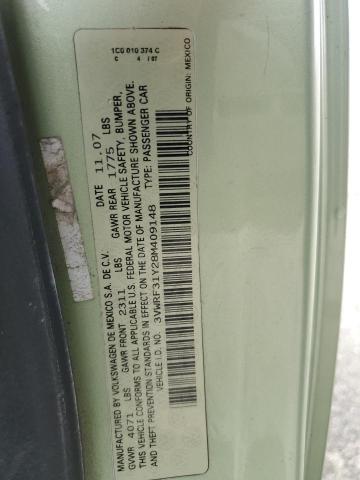 1C0 010 374 C
C 4 / 07
MANUFACTURED BY VOLKSWAGEN DE MEXICO S.A. DE C.V. DATE 11.07
GVWR 4071 LBS GAWR FRONT 2311 LBS GAWR REAR 1775 LBS
THIS VEHICLE CONFORMS TO ALL APPLICABLE U.S. FEDERAL MOTOR VEHICLE SAFETY, BUMPER,
AND THEFT PREVENTION STANDARDS IN EFFECT ON THE DATE OF MANUFACTURE SHOWN ABOVE.
VEHICLE I.D. NO. 3VWRF31Y28M409148 TYPE: PASSENGER CAR
COUNTRY OF ORIGIN: MEXICO